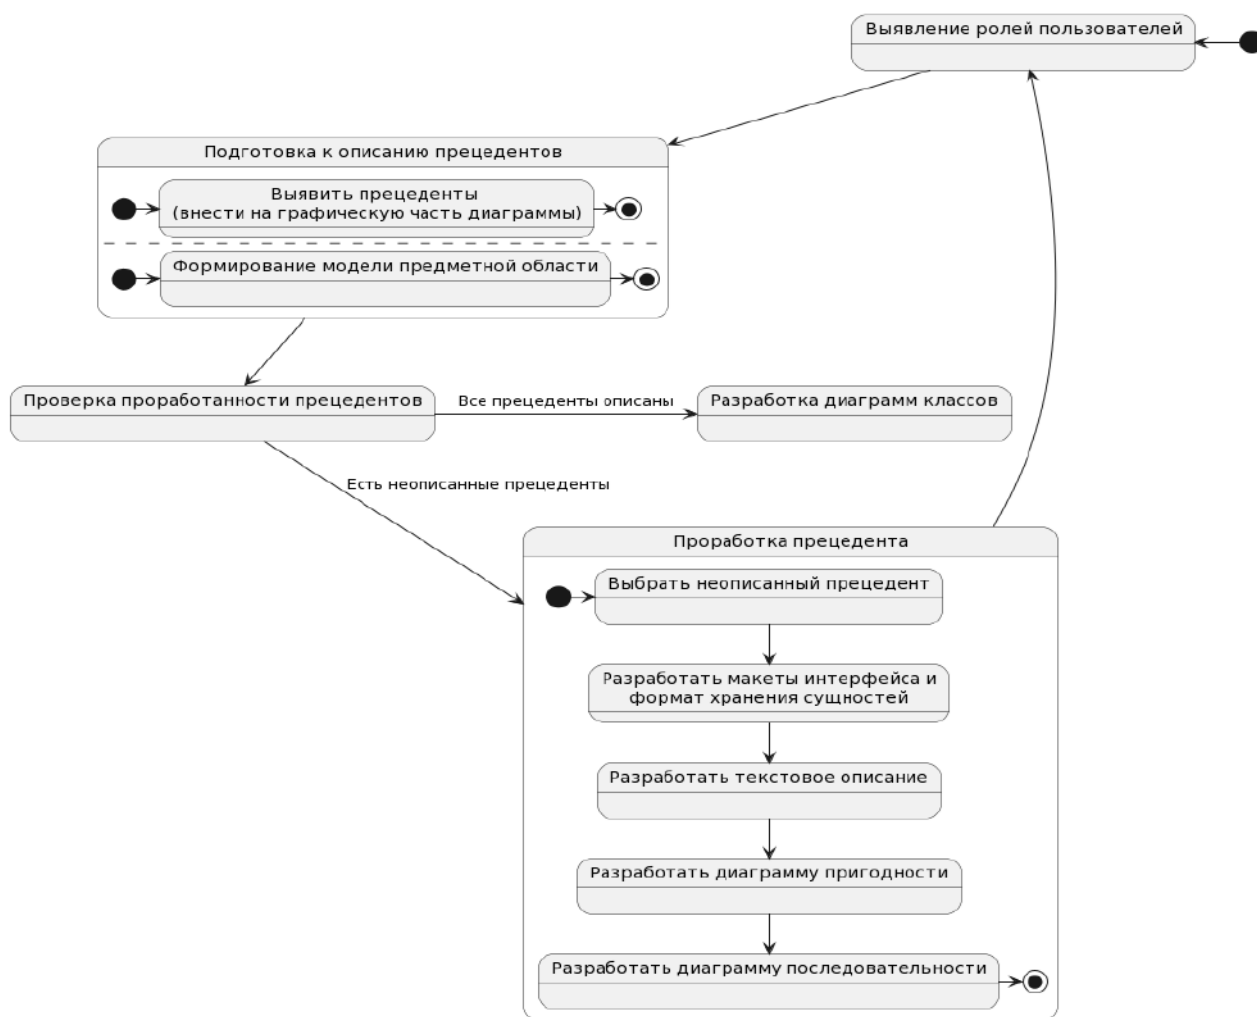 Выявление ролей пользователей
Подготовка к описанию прецедентов
Выявить прецеденты
(внести на графическую часть диаграммы)
Формирование модели предметной области
Проверка проработанности прецедентов
Все прецеденты описаны
Разработка диаграмм классов
Есть неописанные прецеденты
Проработка прецедента
Выбрать неописанный прецедент
Разработать макеты интерфейса и
формат хранения сущностей
Разработать текстовое описание
Разработать диаграмму пригодности
Разработать диаграмму последовательности